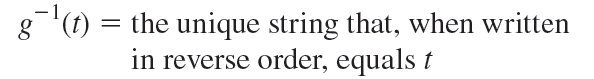 g⁻¹(t) = the unique string that, when written
in reverse order, equals t